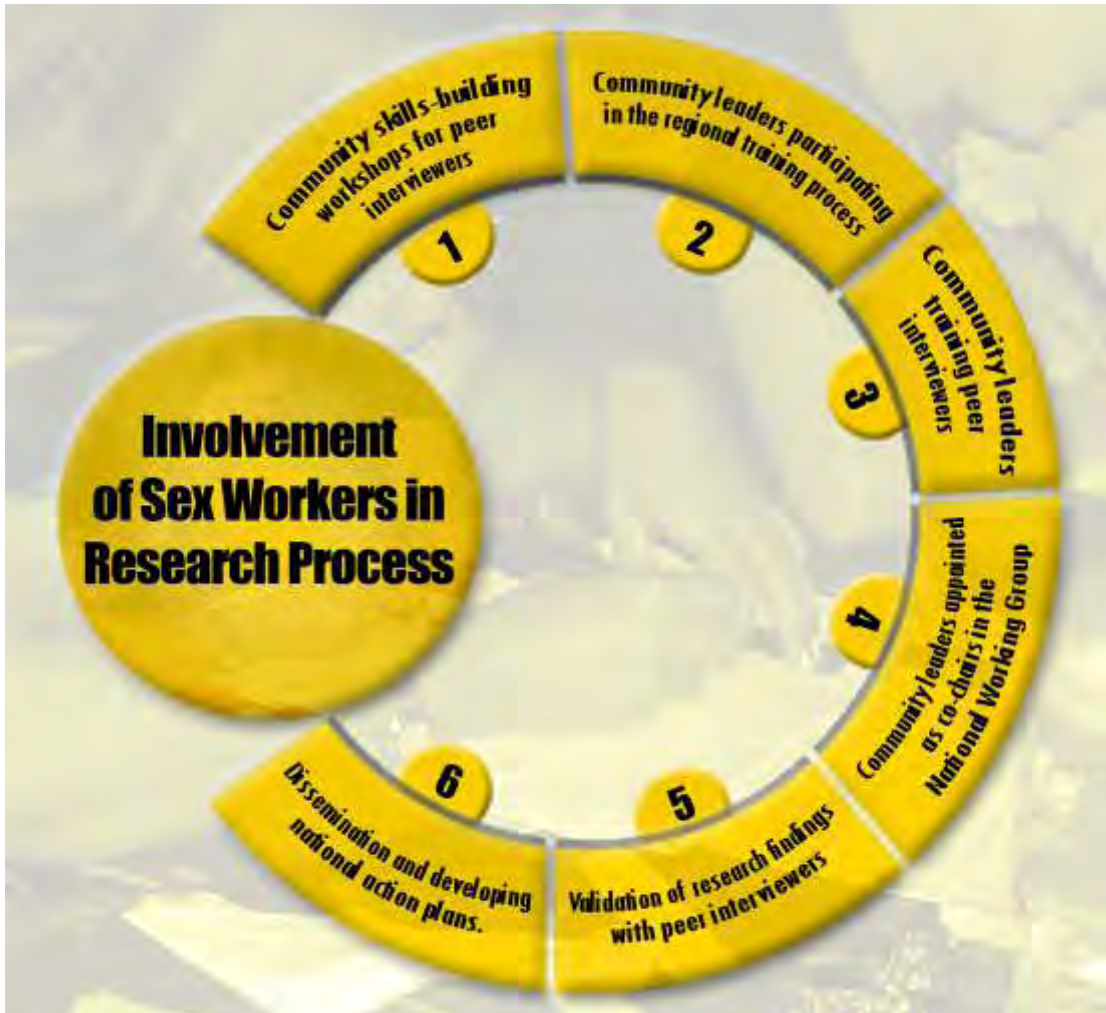 Involvement
of Sex Workers in
Research Process
Community skills-building
workshops for peer
interviewers
1
Community leaders participating
in the regional training process
2
Community leaders
training peer
interviewers
3
Community leaders appointed
as co-chairs in the
National Working Group
4
Validation of research findings
with peer interviewers
5
Dissemination and developing
national action plans.
6